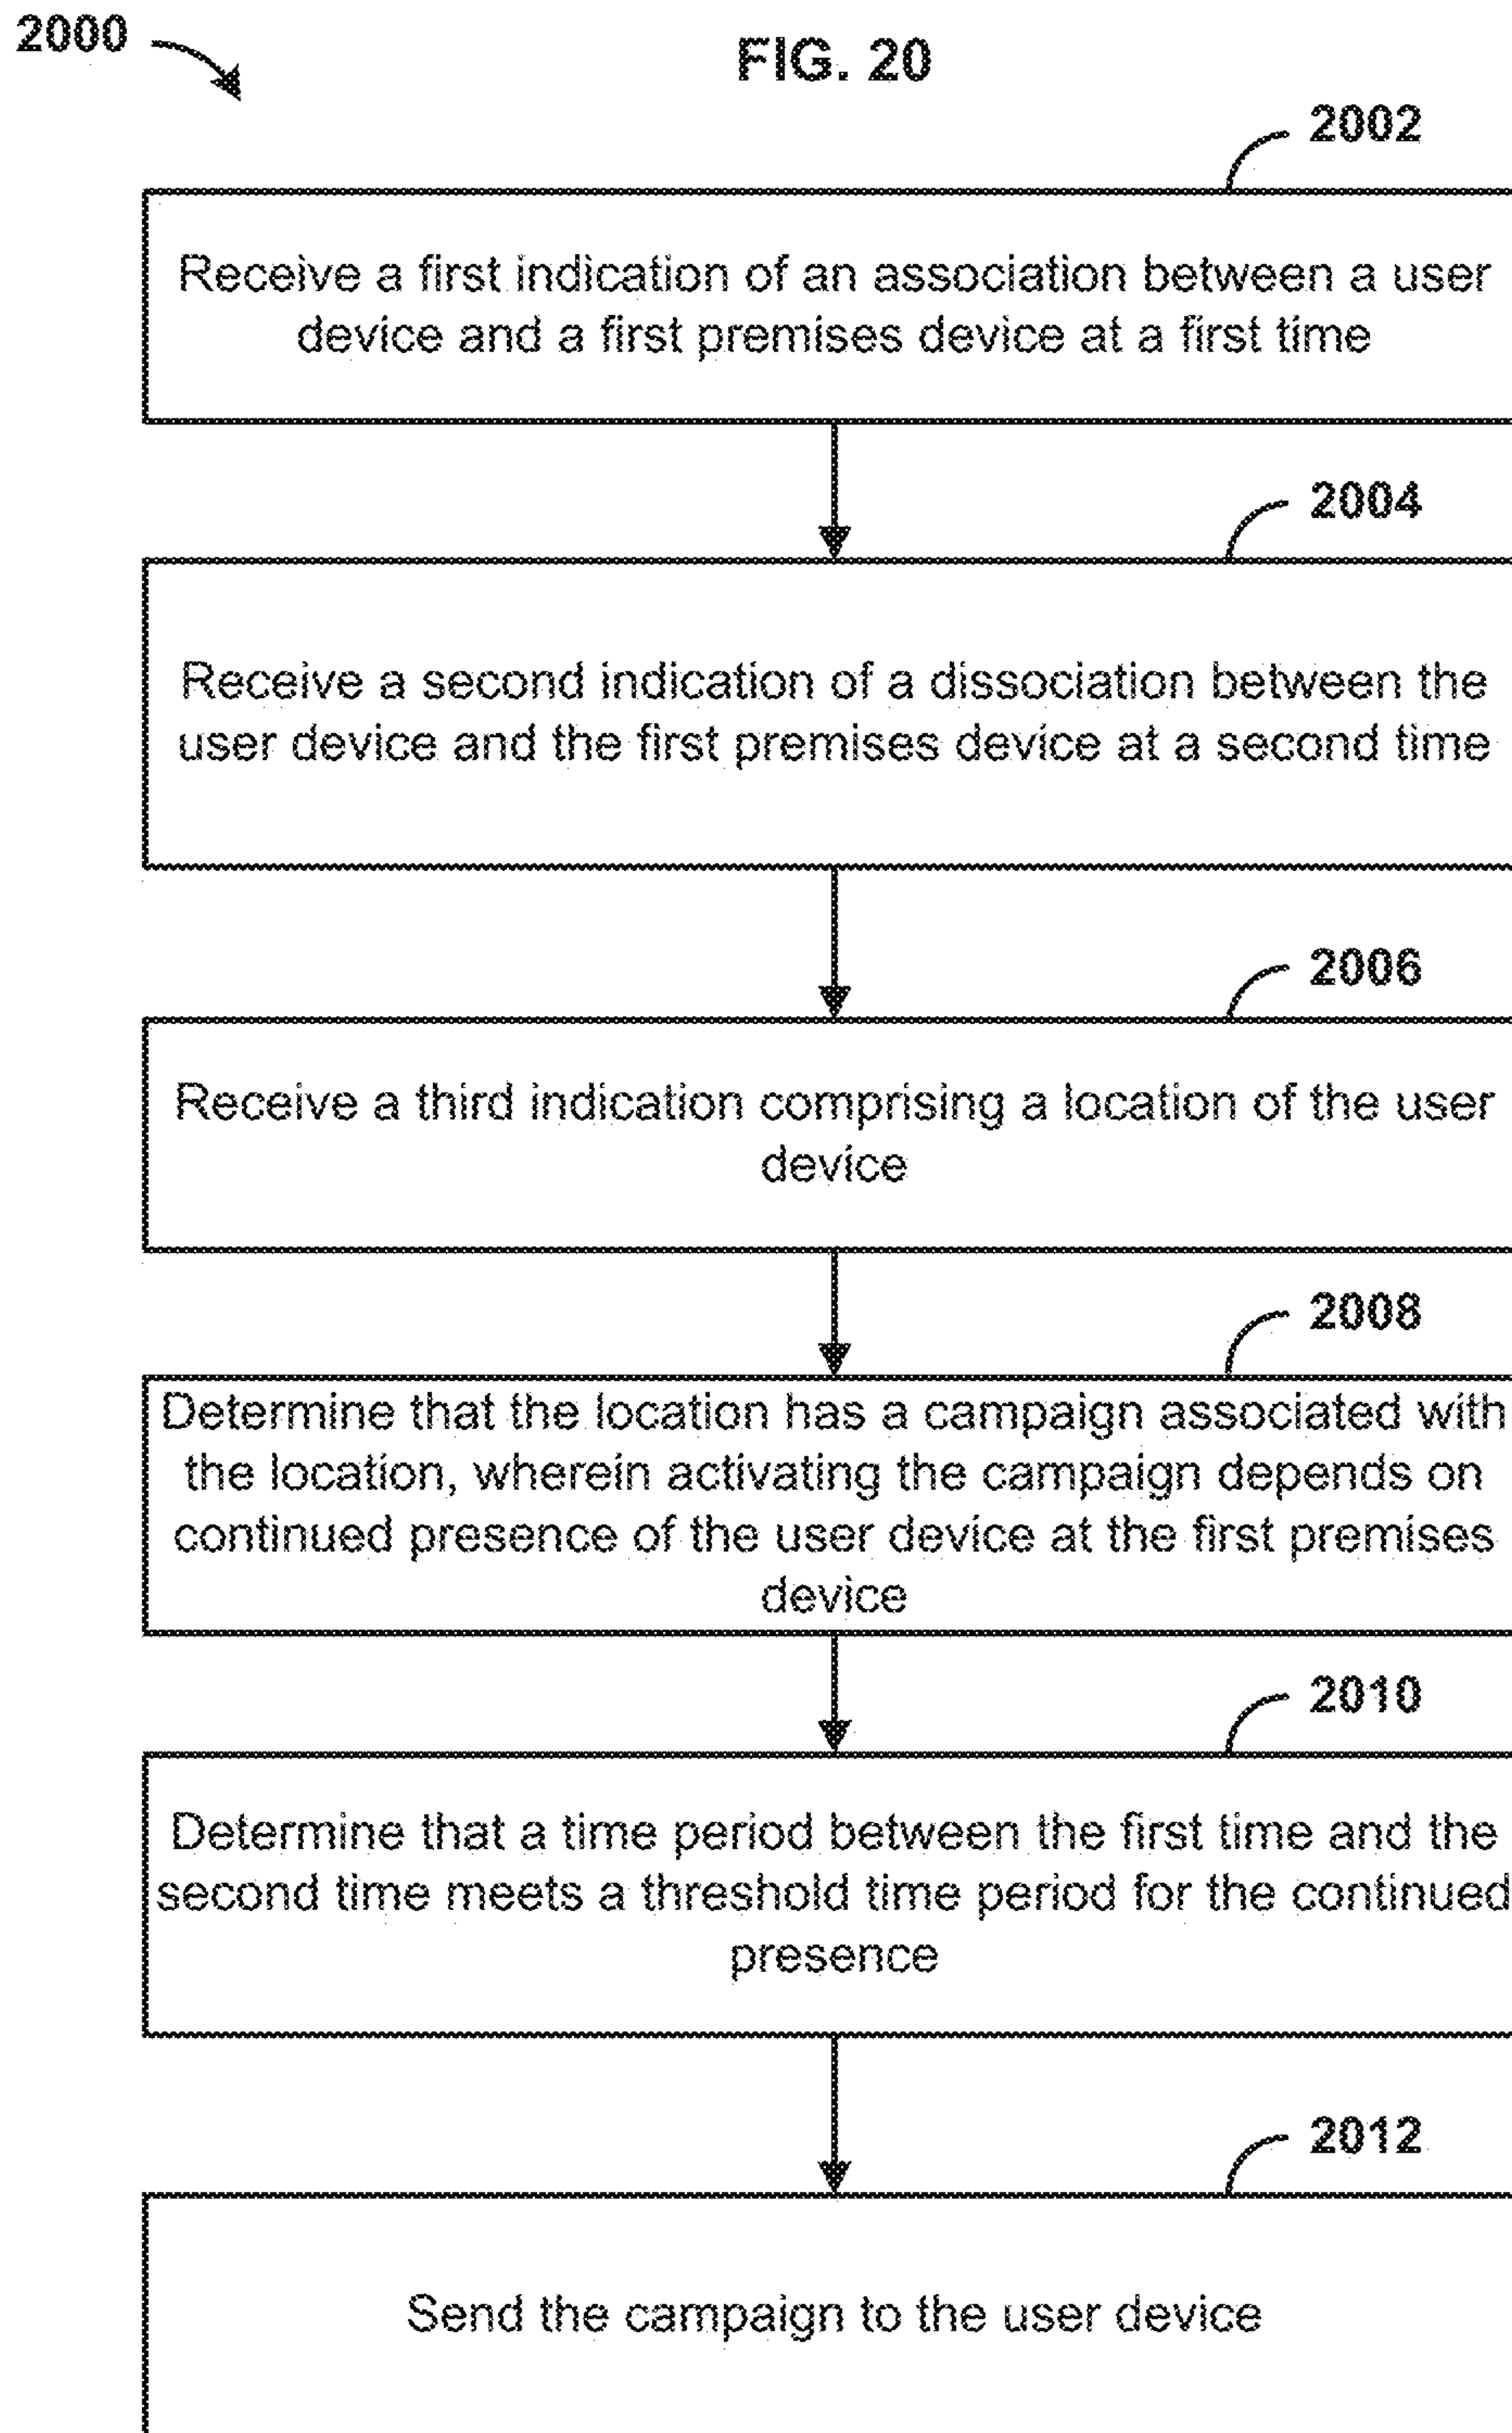 2000
FIG. 20
2002
Receive a first indication of an association between a user
device and a first premises device at a first time
2004
Receive a second indication of a dissociation between the
user device and the first premises device at a second time
2006
Receive a third indication comprising a location of the user
device
2008
Determine that the location has a campaign associated with
the location, wherein activating the campaign depends on
continued presence of the user device at the first premises
device
2010
Determine that a time period between the first time and the
second time meets a threshold time period for the continued
presence
2012
Send the campaign to the user device